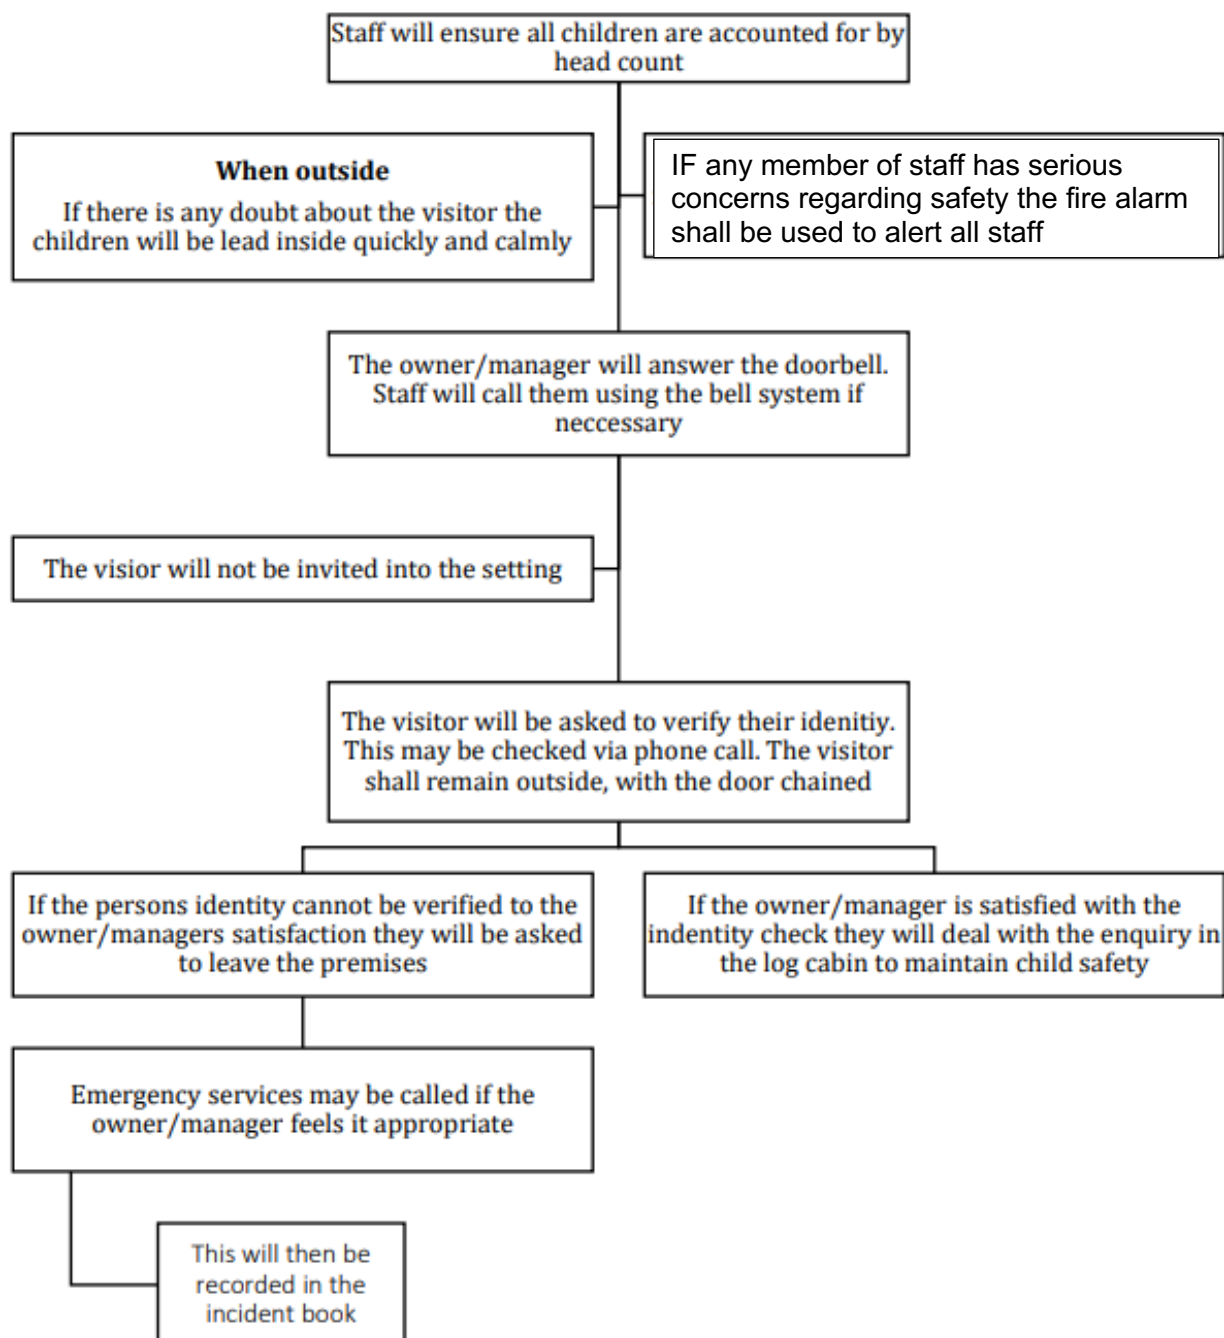 Staff will ensure all children are accounted for by
head count
When outside
If there is any doubt about the visitor the
children will be lead inside quickly and calmly
IF any member of staff has serious
concerns regarding safety the fire alarm
shall be used to alert all staff
The owner/manager will answer the doorbell.
Staff will call them using the bell system if
neccessary
The visior will not be invited into the setting
The visitor will be asked to verify their idenitiy.
This may be checked via phone call. The visitor
shall remain outside, with the door chained
If the persons identity cannot be verified to the
owner/managers satisfaction they will be asked
to leave the premises
If the owner/manager is satisfied with the
indentity check they will deal with the enquiry in
the log cabin to maintain child safety
Emergency services may be called if the
owner/manager feels it appropriate
This will then be
recorded in the
incident book